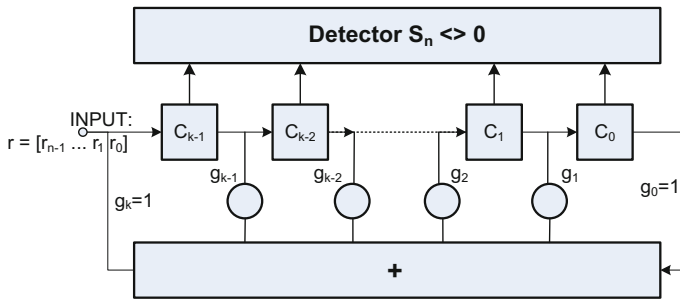 Detector Sₙ <> 0
INPUT:
r = [rₙ₋₁ ... r₁ r₀]
Cₖ₋₁
Cₖ₋₂
C₁
C₀
gₖ=1
gₖ₋₁
gₖ₋₂
g₂
g₁
g₀=1
+